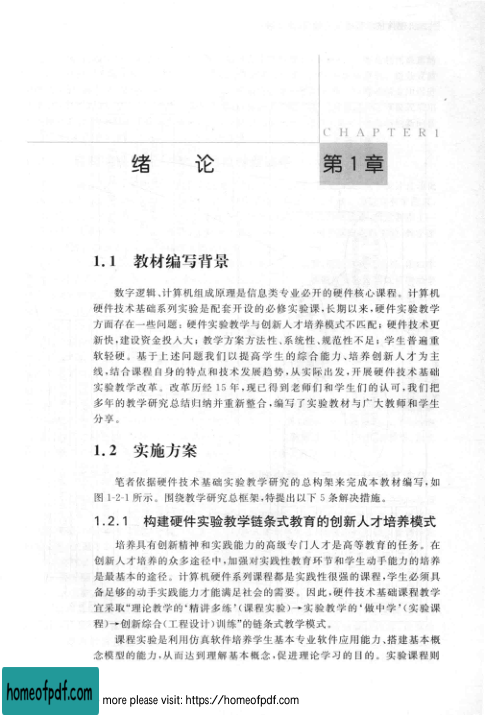 CHAPTER 1
绪 论
第 1 章
1.1 教材编写背景
数字逻辑、计算机组成原理是信息类专业必开的硬件核心课程。计算机
硬件技术基础系列实验是配套开设的必修实验课,长期以来,硬件实验教学
方面存在一些问题:硬件实验教学与创新人才培养模式不匹配;硬件技术更
新快,建设资金投入大;教学方案方法性、系统性、规范性不足;学生普遍重
软轻硬。基于上述问题我们以提高学生的综合能力、培养创新人才为主
线,结合课程自身的特点和技术发展趋势,从实际出发,开展硬件技术基础
实验教学改革。改革历经 15 年,现已得到老师们和学生们的认可,我们把
多年的教学研究总结归纳并重新整合,编写了实验教材与广大教师和学生
分享。
1.2 实施方案
笔者依据硬件技术基础实验教学研究的总构架来完成本教材编写,如
图 1-2-1 所示。围绕教学研究总框架,特提出以下 5 条解决措施。
1.2.1 构建硬件实验教学链条式教育的创新人才培养模式
培养具有创新精神和实践能力的高级专门人才是高等教育的任务。在
创新人才培养的众多途径中,加强对实践性教育环节和学生动手能力的培养
是最基本的途径。计算机硬件系列课程都是实践性很强的课程,学生必须具
备足够的动手实践能力才能满足社会的需要。因此,硬件技术基础课程教学
宜采取“理论教学的‘精讲多练’(课程实验)→实验教学的‘做中学’(实验课
程)→创新综合(工程设计)训练”的链条式教学模式。
课程实验是利用仿真软件培养学生基本专业软件应用能力、搭建基本概
念模型的能力,从而达到理解基本概念,促进理论学习的目的。实验课程则
homeofpdf.com
more please visit: https://homeofpdf.com